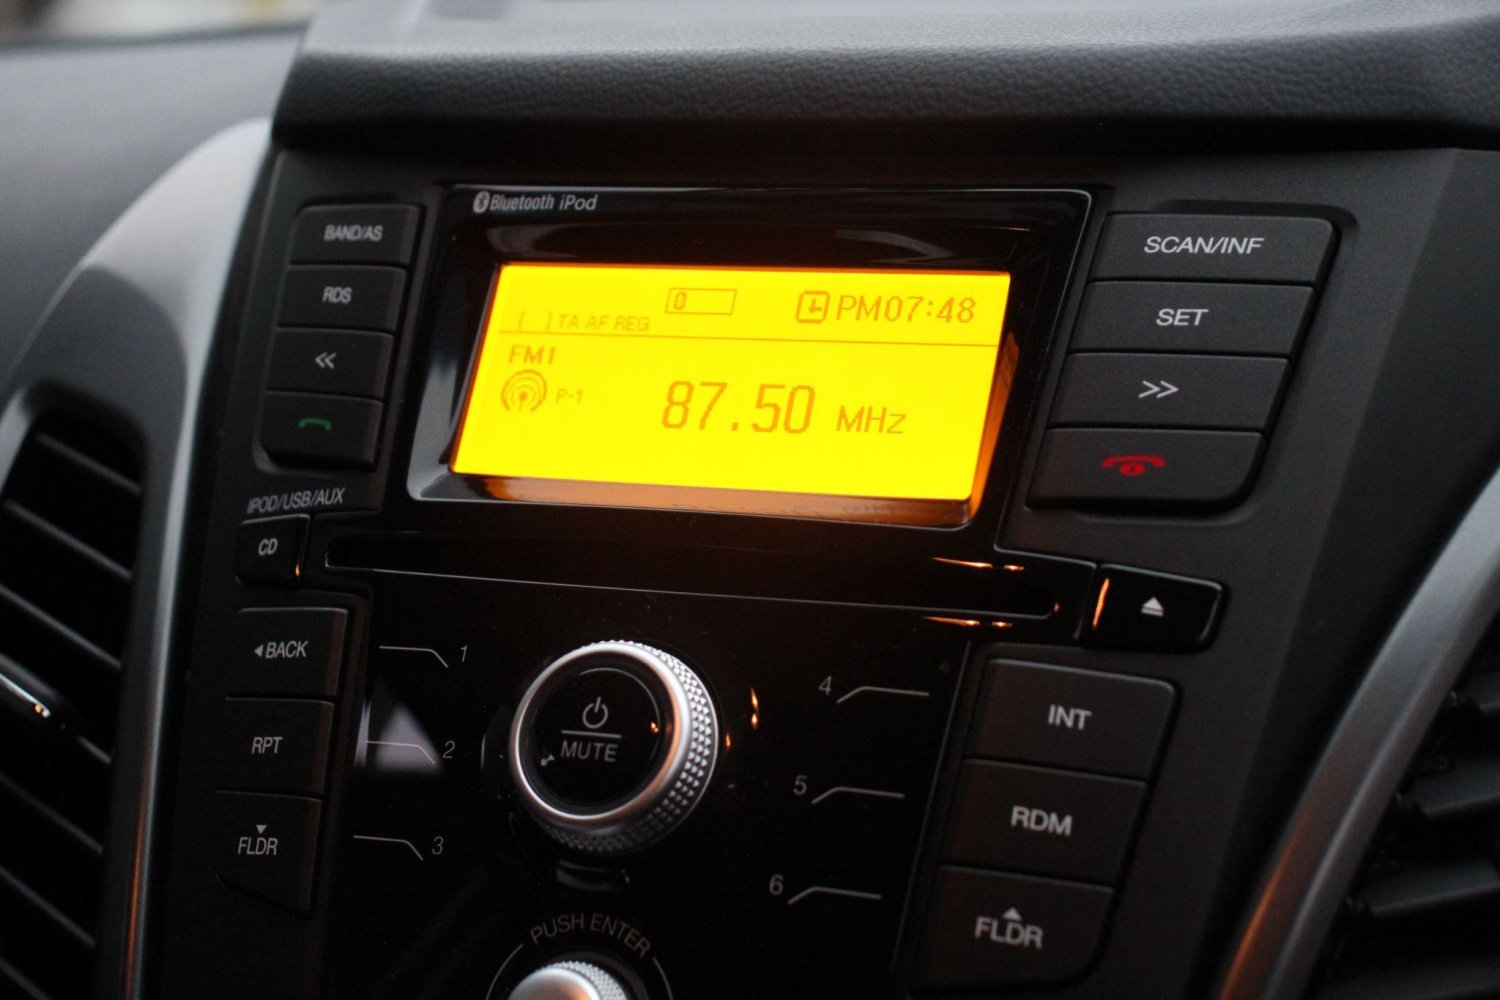 Bluetooth iPod
BAND/AS
RDS
<<
IPOD/USB/AUX
CD
BACK
RPT
FLDR
0
PM07:48
[ ] TA AF REG
FM1
P-1
87.50 MHz
SCAN/INF
SET
>>
1
2
3
MUTE
4
5
6
INT
RDM
FLDR
PUSH ENTER